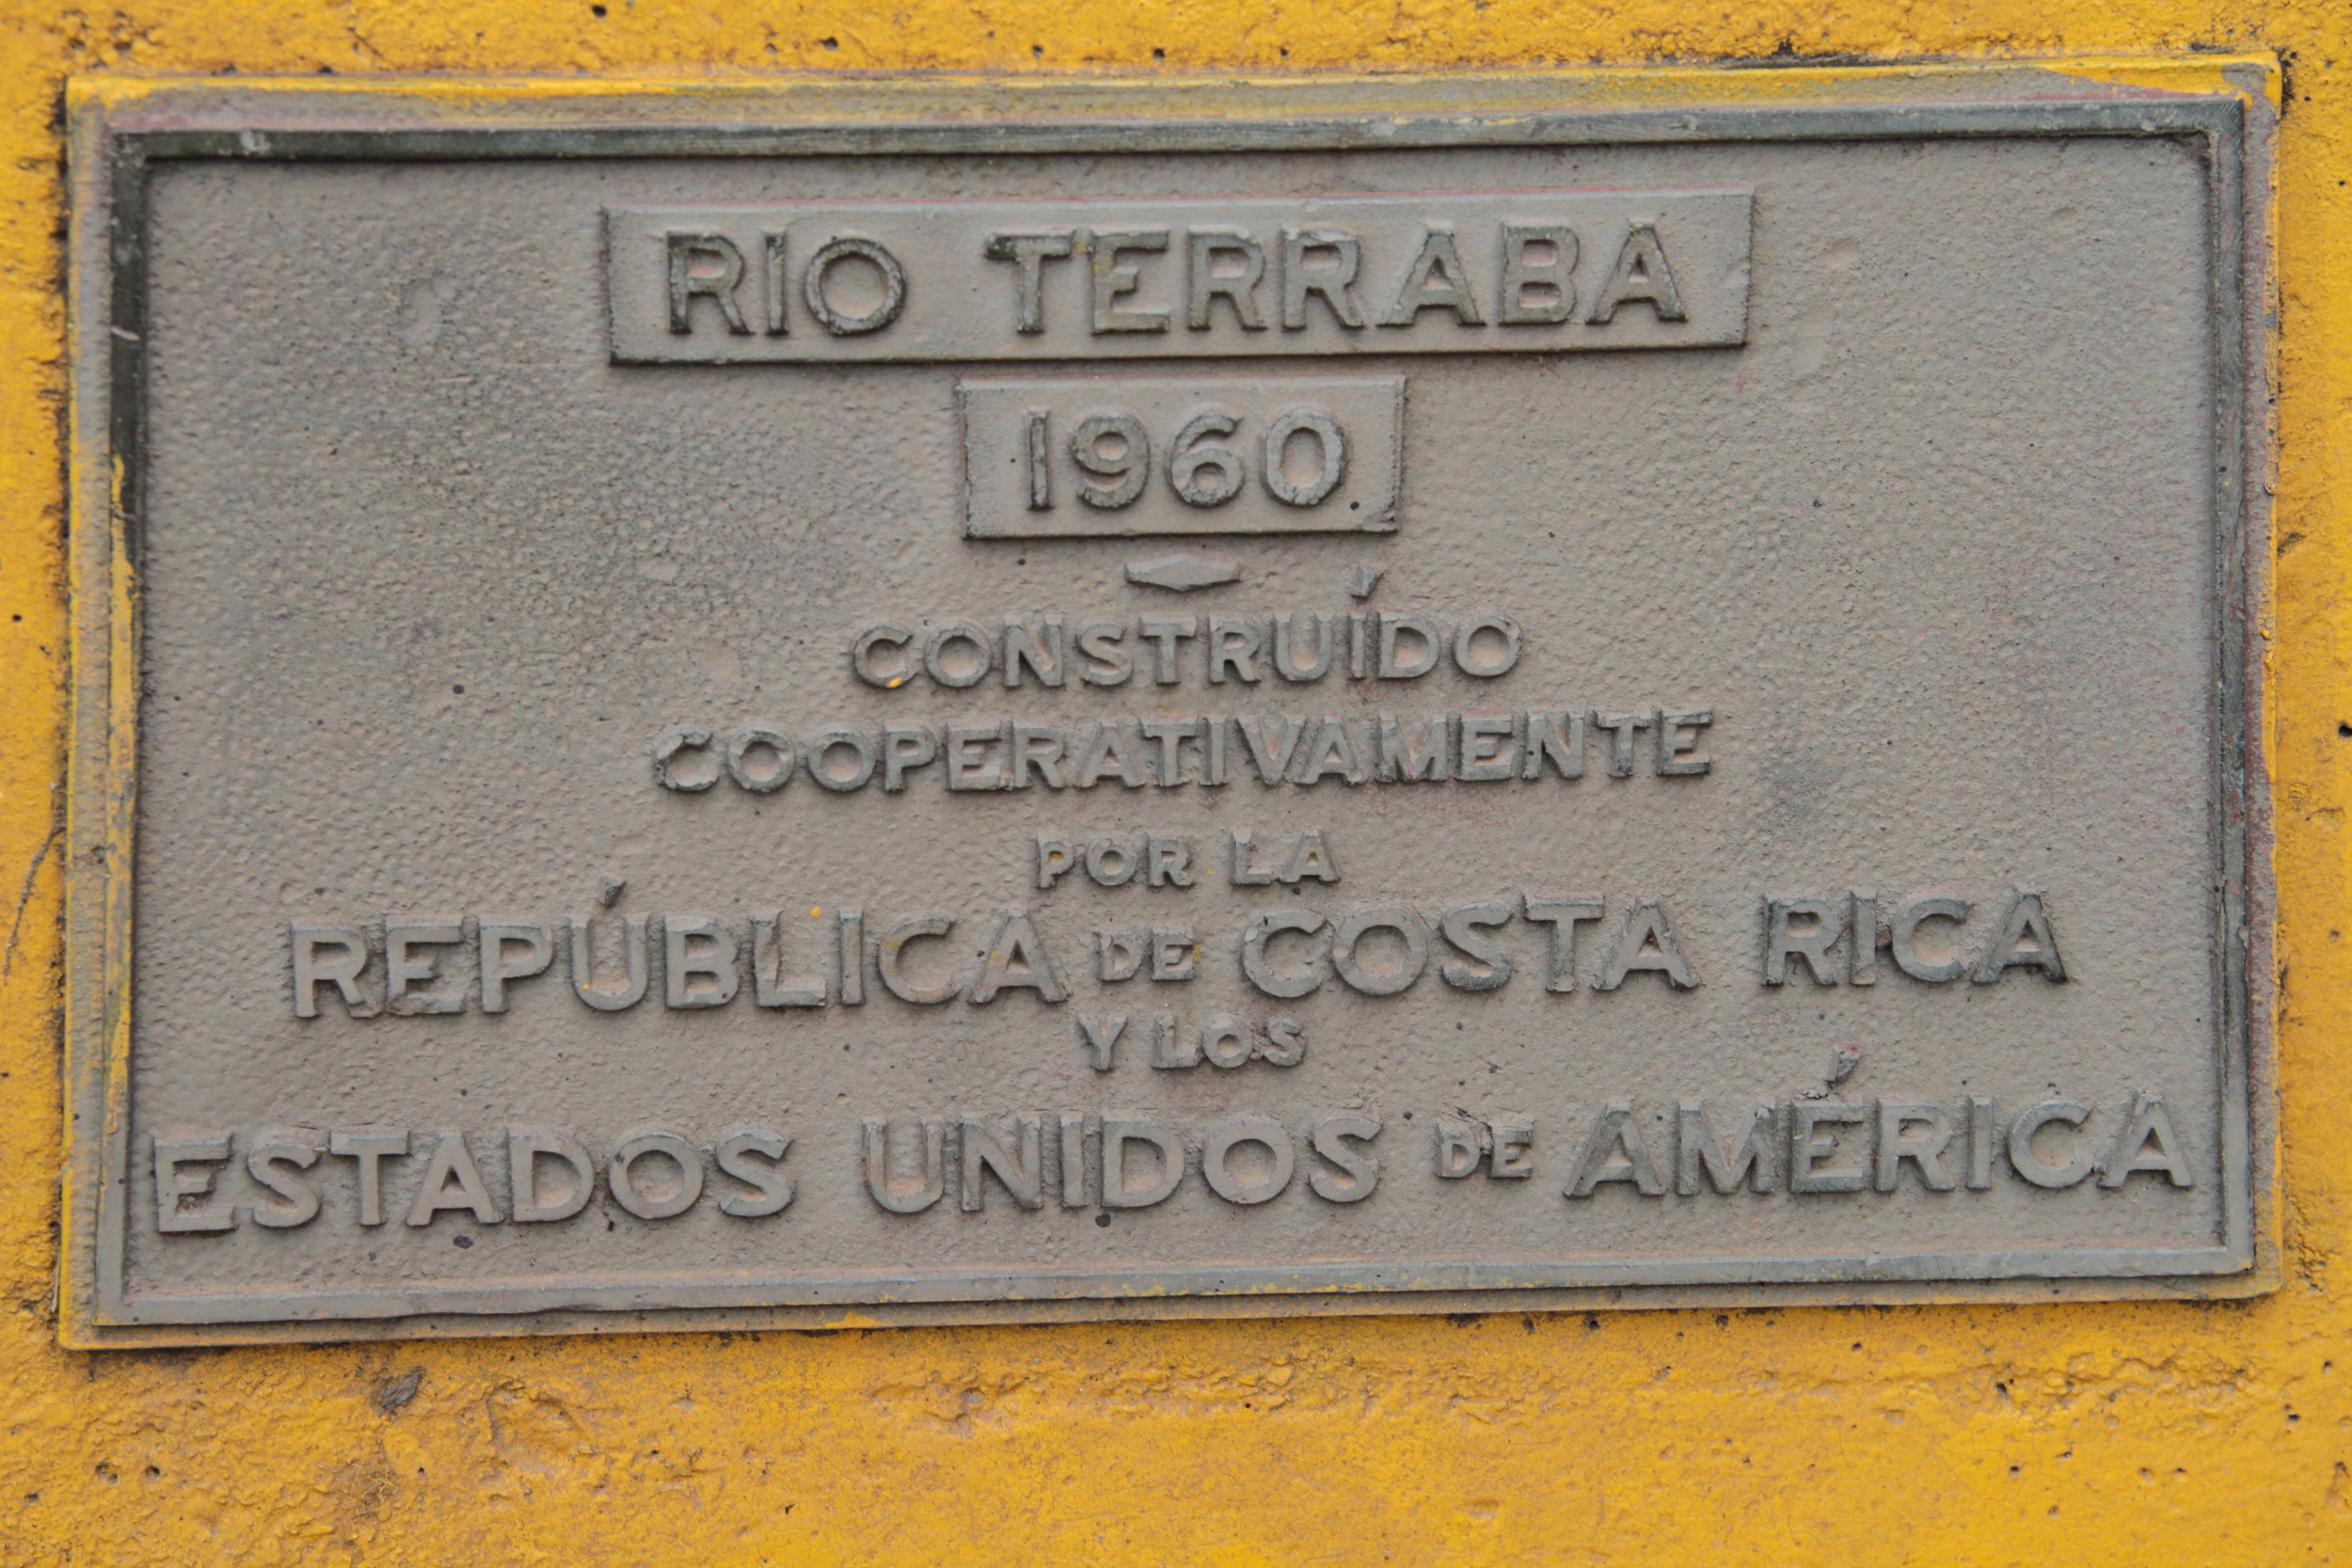 RIO TERRABA
1960
CONSTRUÍDO
COOPERATIVAMENTE
POR LA
REPÚBLICA DE COSTA RICA
Y LOS
ESTADOS UNIDOS DE AMÉRICA